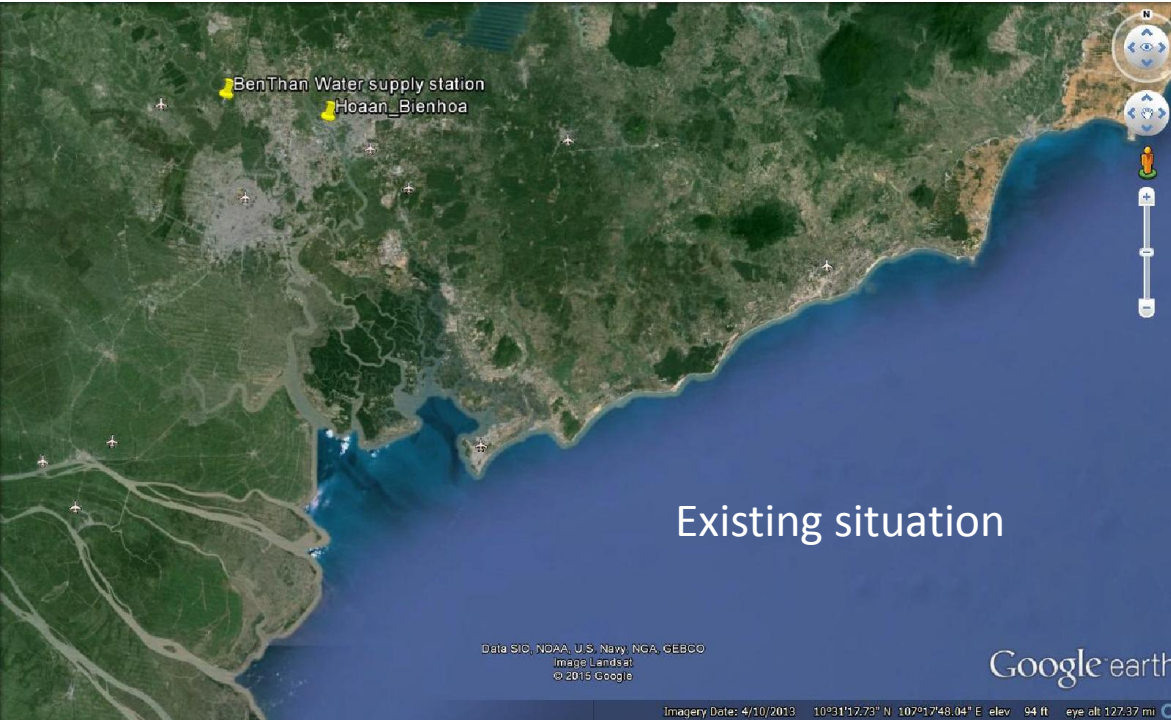 N
BenThan Water supply station
Hoaan_Bienhoa
Existing situation
Data SIO, NOAA, U.S. Navy, NGA, GEBCO
Image Landsat
© 2015 Google
Google earth
Imagery Date: 4/10/2013 10°31'17.73" N 107°17'48.04" E elev 94 ft eye alt 127.37 mi